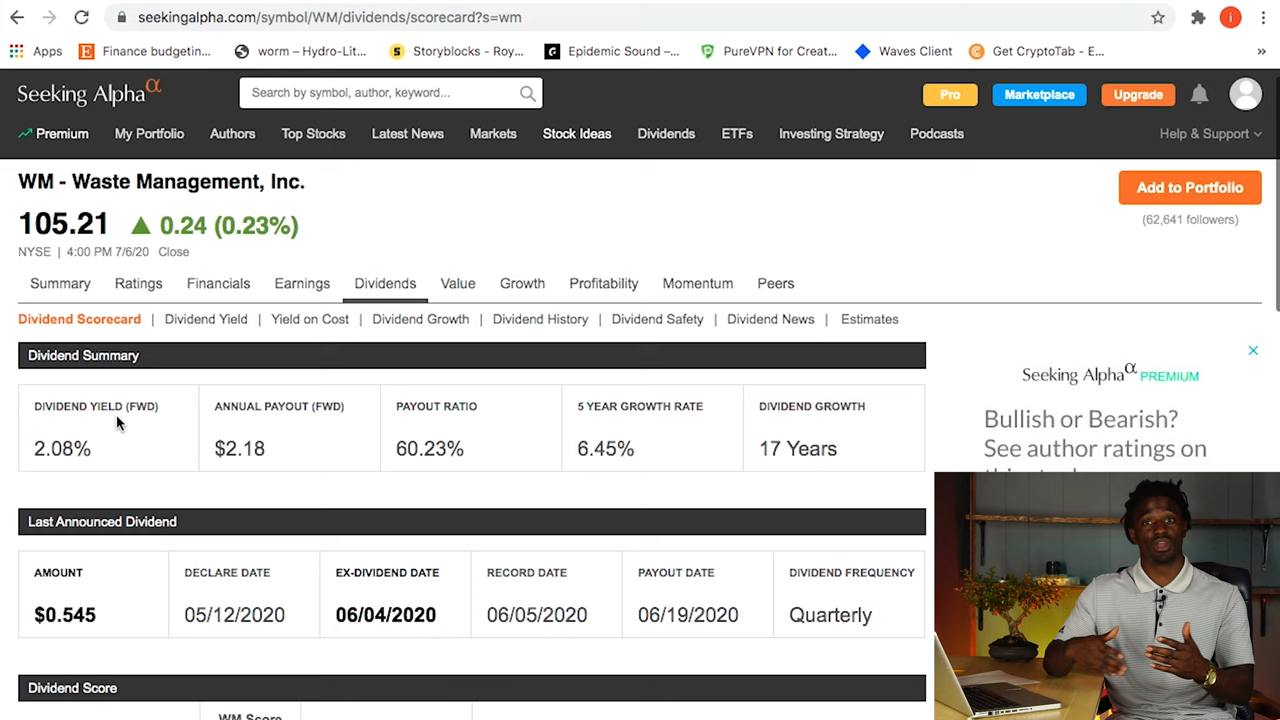 seekingalpha.com/symbol/WM/dividends/scorecard?s=wm
i
Apps Finance budgetin... worm – Hydro-Lit... Storyblocks - Roy... Epidemic Sound –... PureVPN for Creat... Waves Client Get CryptoTab - E... »
Seeking Alpha α Search by symbol, author, keyword... Pro Marketplace Upgrade
Premium My Portfolio Authors Top Stocks Latest News Markets Stock Ideas Dividends ETFs Investing Strategy Podcasts Help & Support
WM - Waste Management, Inc.
Add to Portfolio
105.21 ▲ 0.24 (0.23%)
(62,641 followers)
NYSE | 4:00 PM 7/6/20 Close
Summary Ratings Financials Earnings Dividends Value Growth Profitability Momentum Peers
Dividend Scorecard | Dividend Yield | Yield on Cost | Dividend Growth | Dividend History | Dividend Safety | Dividend News | Estimates
Dividend Summary
DIVIDEND YIELD (FWD) ANNUAL PAYOUT (FWD) PAYOUT RATIO 5 YEAR GROWTH RATE DIVIDEND GROWTH
2.08% $2.18 60.23% 6.45% 17 Years
Seeking Alpha α PREMIUM
Bullish or Bearish?
See author ratings on
Last Announced Dividend
AMOUNT DECLARE DATE EX-DIVIDEND DATE RECORD DATE PAYOUT DATE DIVIDEND FREQUENCY
$0.545 05/12/2020 06/04/2020 06/05/2020 06/19/2020 Quarterly
Dividend Score
WM Score